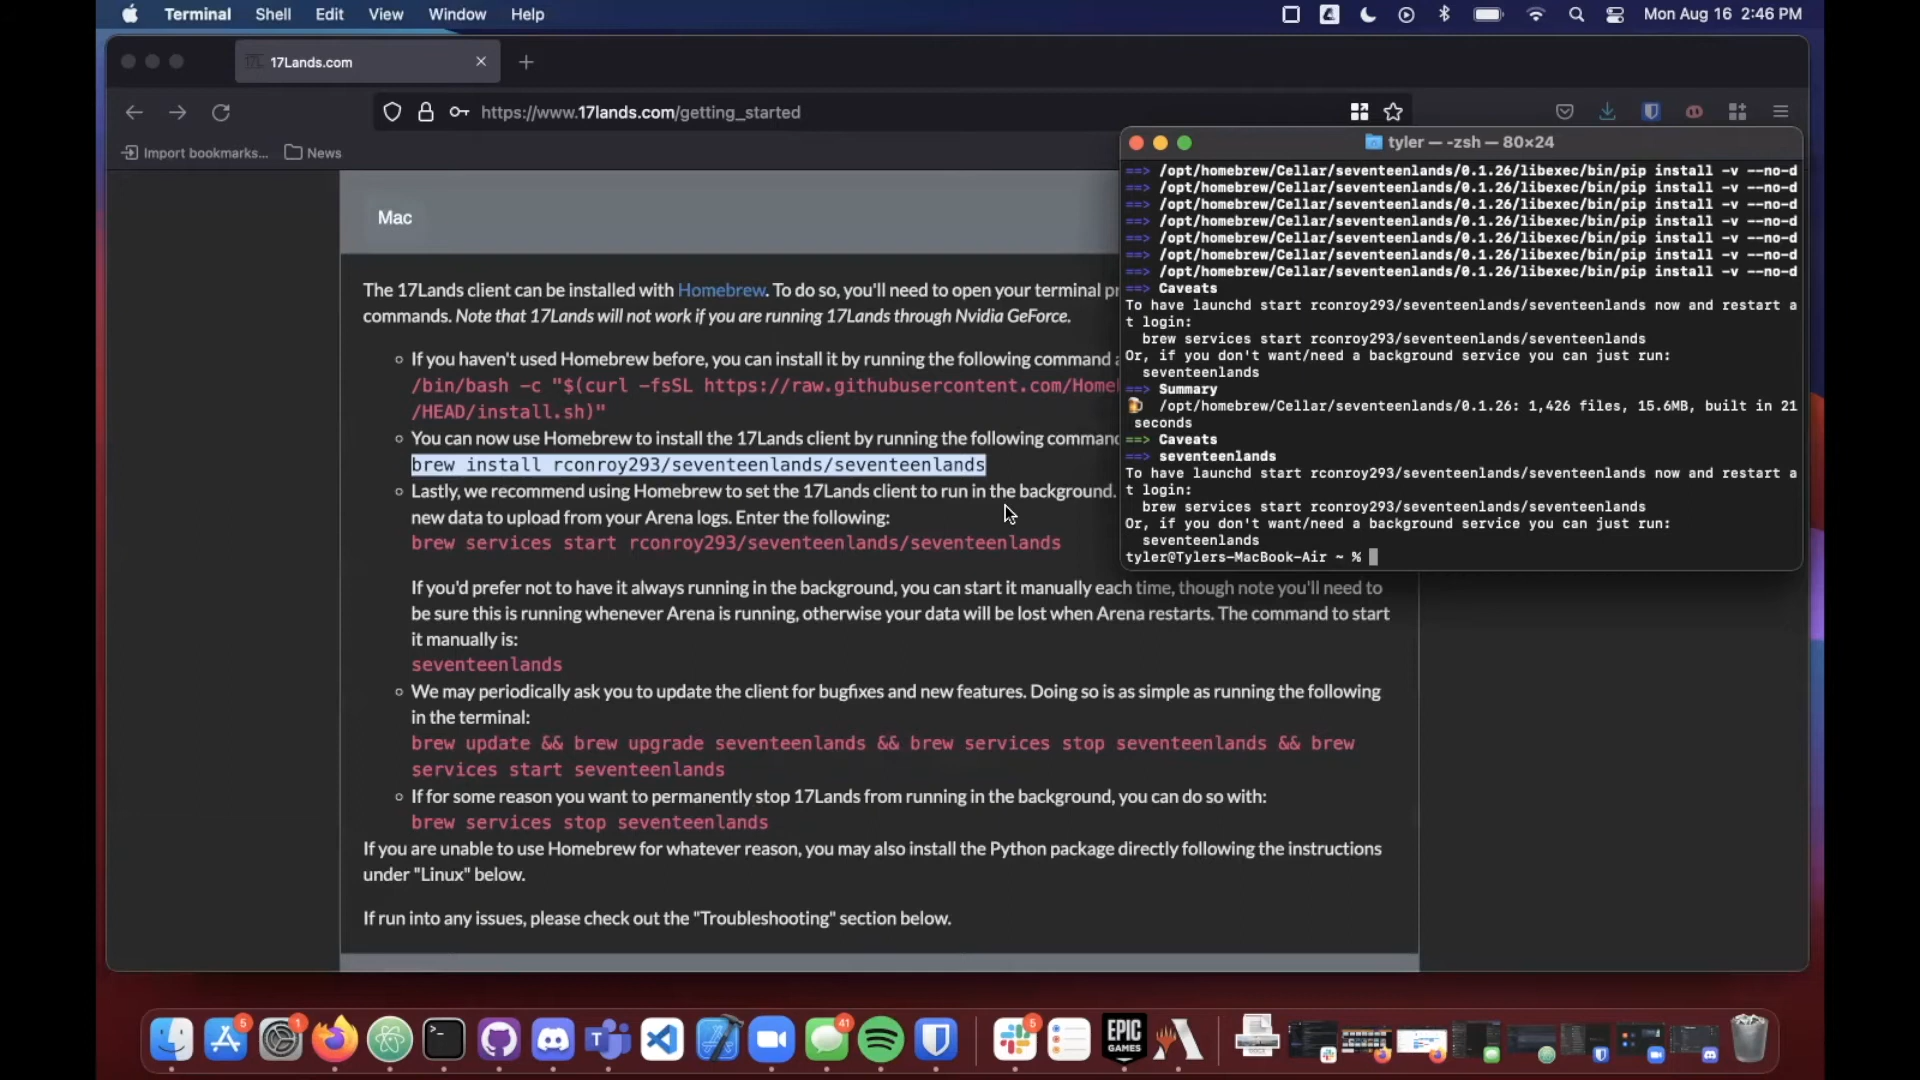 Terminal Shell Edit View Window Help Mon Aug 16 2:46 PM
17Lands.com
https://www.17lands.com/getting_started
Import bookmarks... News
tyler — -zsh — 80×24
Mac
The 17Lands client can be installed with Homebrew. To do so, you'll need to open your terminal pr
commands. Note that 17Lands will not work if you are running 17Lands through Nvidia GeForce.
If you haven't used Homebrew before, you can install it by running the following command a
/bin/bash -c "$(curl -fsSL https://raw.githubusercontent.com/Home
/HEAD/install.sh)"
You can now use Homebrew to install the 17Lands client by running the following command
brew install rconroy293/seventeenlands/seventeenlands
Lastly, we recommend using Homebrew to set the 17Lands client to run in the background.
new data to upload from your Arena logs. Enter the following:
brew services start rconroy293/seventeenlands/seventeenlands
If you'd prefer not to have it always running in the background, you can start it manually each time, though note you'll need to
be sure this is running whenever Arena is running, otherwise your data will be lost when Arena restarts. The command to start
it manually is:
seventeenlands
We may periodically ask you to update the client for bugfixes and new features. Doing so is as simple as running the following
in the terminal:
brew update && brew upgrade seventeenlands && brew services stop seventeenlands && brew
services start seventeenlands
If for some reason you want to permanently stop 17Lands from running in the background, you can do so with:
brew services stop seventeenlands
If you are unable to use Homebrew for whatever reason, you may also install the Python package directly following the instructions
under "Linux" below.
If run into any issues, please check out the "Troubleshooting" section below.
==> /opt/homebrew/Cellar/seventeenlands/0.1.26/libexec/bin/pip install -v --no-d
==> /opt/homebrew/Cellar/seventeenlands/0.1.26/libexec/bin/pip install -v --no-d
==> /opt/homebrew/Cellar/seventeenlands/0.1.26/libexec/bin/pip install -v --no-d
==> /opt/homebrew/Cellar/seventeenlands/0.1.26/libexec/bin/pip install -v --no-d
==> /opt/homebrew/Cellar/seventeenlands/0.1.26/libexec/bin/pip install -v --no-d
==> /opt/homebrew/Cellar/seventeenlands/0.1.26/libexec/bin/pip install -v --no-d
==> /opt/homebrew/Cellar/seventeenlands/0.1.26/libexec/bin/pip install -v --no-d
==> Caveats
To have launchd start rconroy293/seventeenlands/seventeenlands now and restart a
t login:
brew services start rconroy293/seventeenlands/seventeenlands
Or, if you don't want/need a background service you can just run:
seventeenlands
==> Summary
/opt/homebrew/Cellar/seventeenlands/0.1.26: 1,426 files, 15.6MB, built in 21
seconds
==> Caveats
==> seventeenlands
To have launchd start rconroy293/seventeenlands/seventeenlands now and restart a
t login:
brew services start rconroy293/seventeenlands/seventeenlands
Or, if you don't want/need a background service you can just run:
seventeenlands
tyler@Tylers-MacBook-Air ~ %
5 1 41 5
EPIC
GAMES